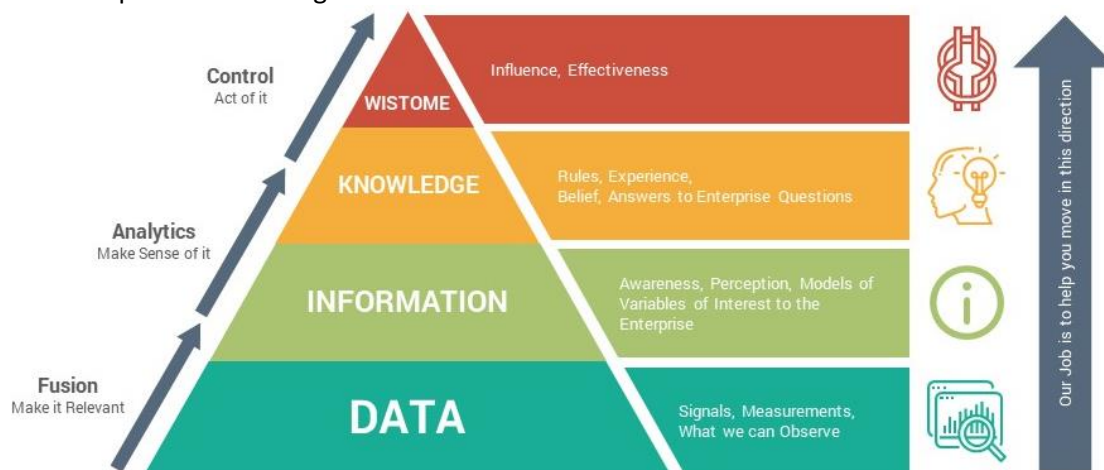 Control
Act of it
WISTOME
Influence, Effectiveness
Analytics
Make Sense of it
KNOWLEDGE
Rules, Experience,
Belief, Answers to Enterprise Questions
INFORMATION
Awareness, Perception, Models of
Variables of Interest to the
Enterprise
Fusion
Make it Relevant
DATA
Signals, Measurements,
What we can Observe
Our Job is to help you move in this direction